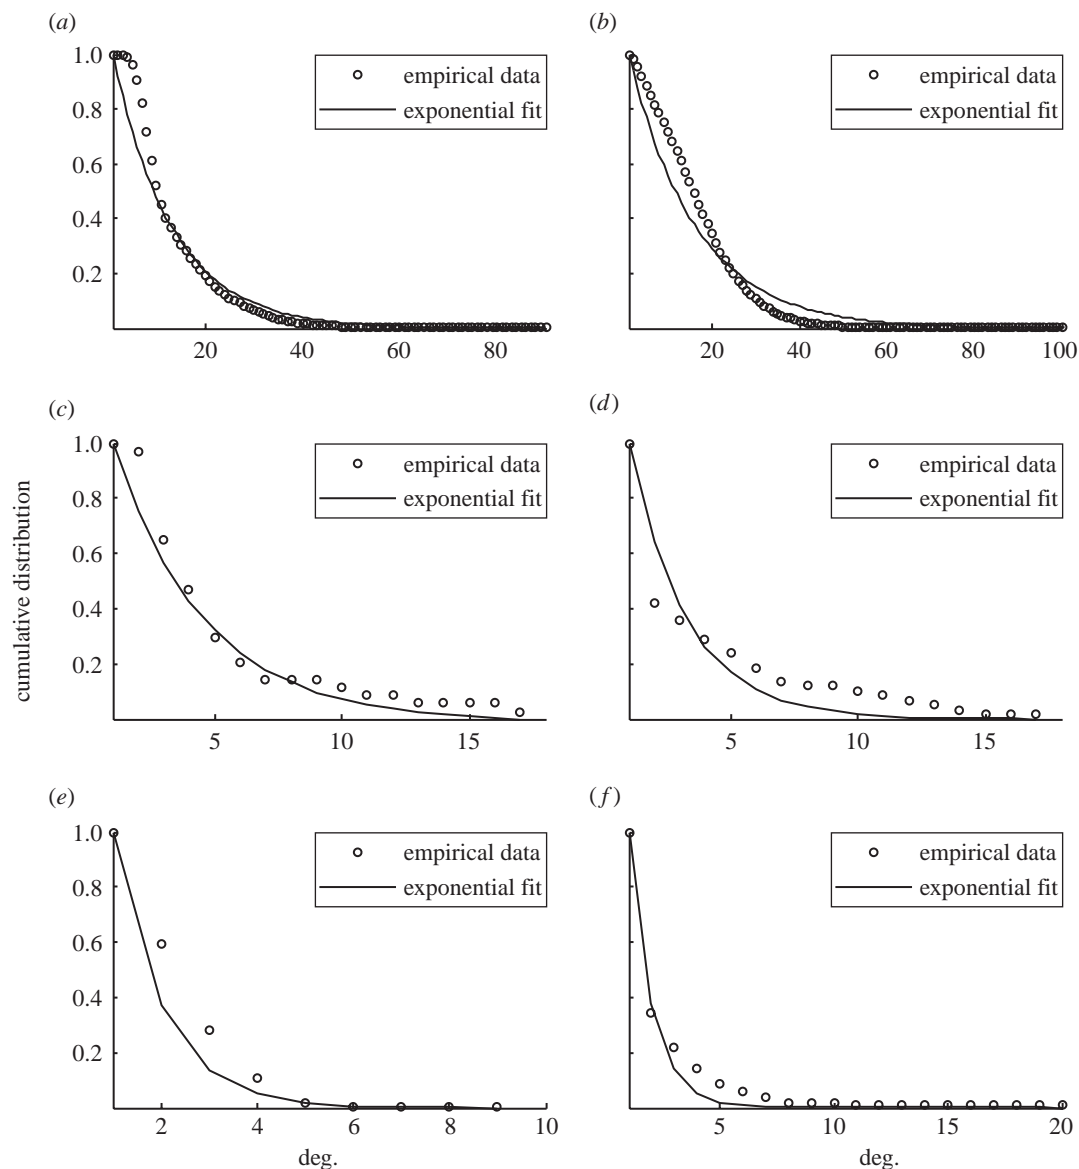 (a)
1.0
0.8
0.6
0.4
0.2
20
40
60
80
empirical data
exponential fit
(b)
20
40
60
80
100
empirical data
exponential fit
(c)
1.0
0.8
0.6
0.4
0.2
5
10
15
empirical data
exponential fit
(d)
5
10
15
empirical data
exponential fit
cumulative distribution
(e)
1.0
0.8
0.6
0.4
0.2
2
4
6
8
10
deg.
empirical data
exponential fit
(f)
5
10
15
20
deg.
empirical data
exponential fit